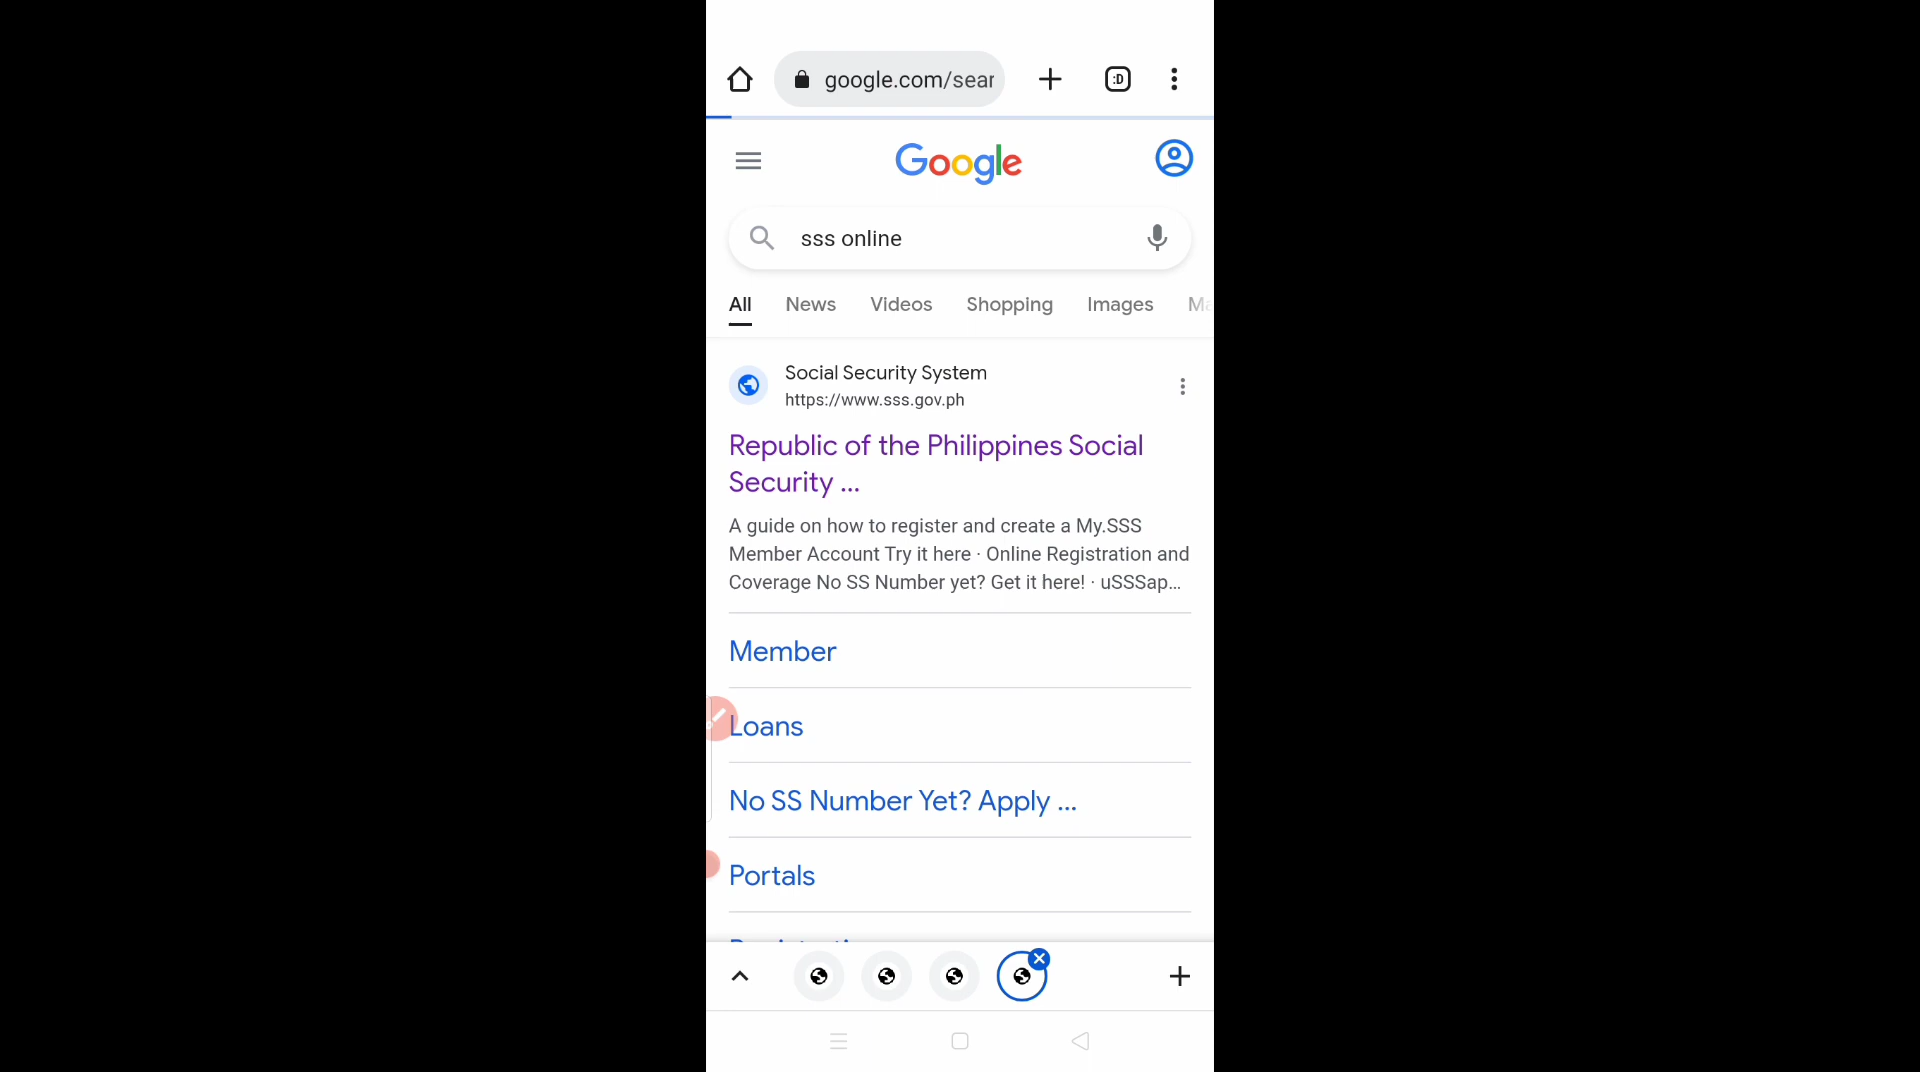 google.com/sear
:D
Google
sss online
All News Videos Shopping Images Ma
Social Security System
https://www.sss.gov.ph
Republic of the Philippines Social
Security ...
A guide on how to register and create a My.SSS
Member Account Try it here · Online Registration and
Coverage No SS Number yet? Get it here! · uSSSap...
Member
Loans
No SS Number Yet? Apply ...
Portals